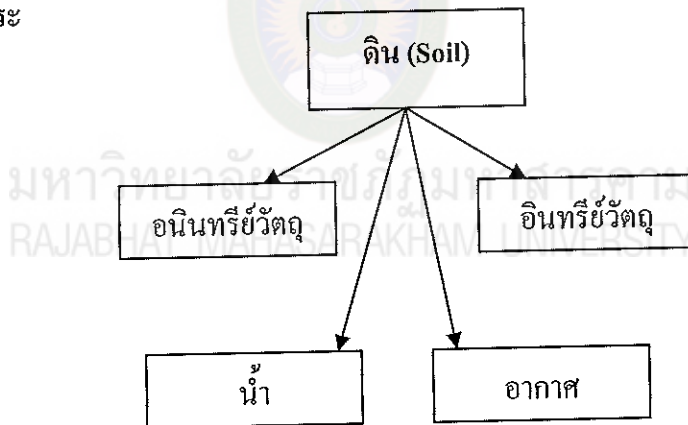 ระ
ดิน (Soil)
มหาวิทยาลัยราชภัฏมหาสารคาม
RAJABHAT MAHASARAKHAM UNIVERSITY
อนินทรีย์วัตถุ
อินทรีย์วัตถุ
น้ำ
อากาศ